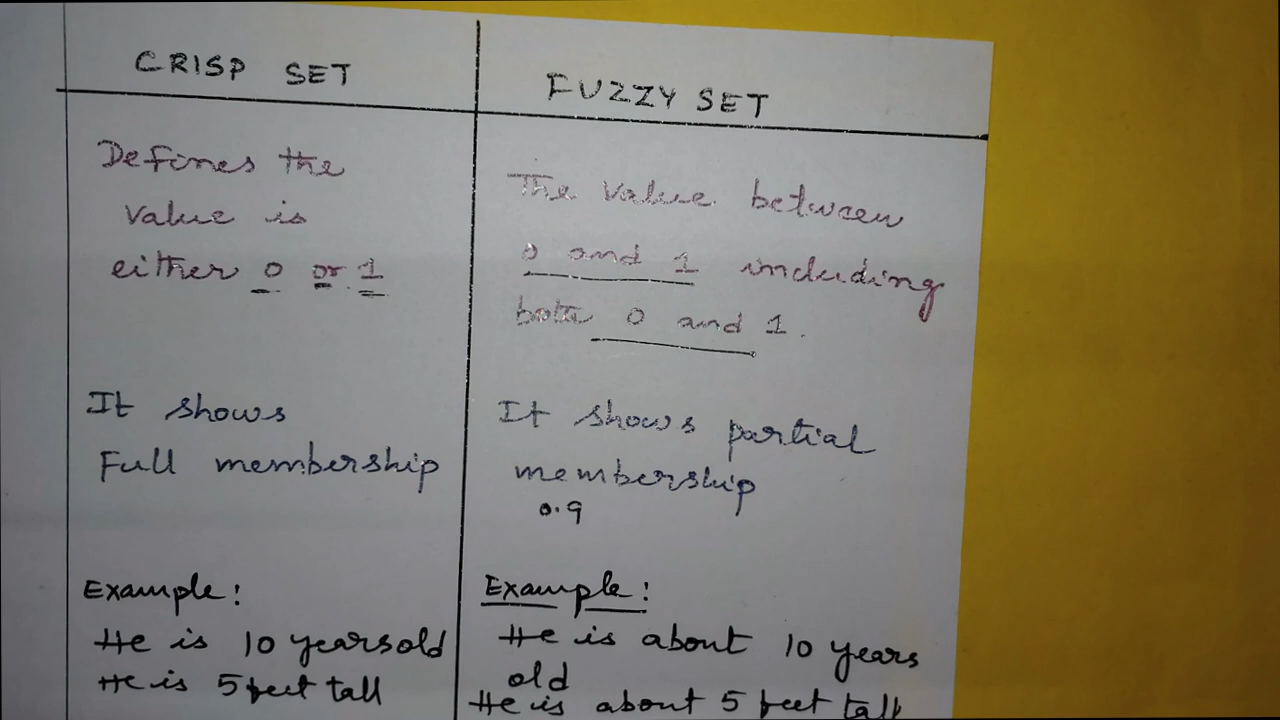 CRISP SET
Defines the
value is
either 0 or 1
It shows
Full membership
Example:
He is 10 years old
He is 5 feet tall
FUZZY SET
The value between
0 and 1 including
both 0 and 1.
It shows partial
membership
0.9
Example:
He is about 10 years
old
He is about 5 feet tall